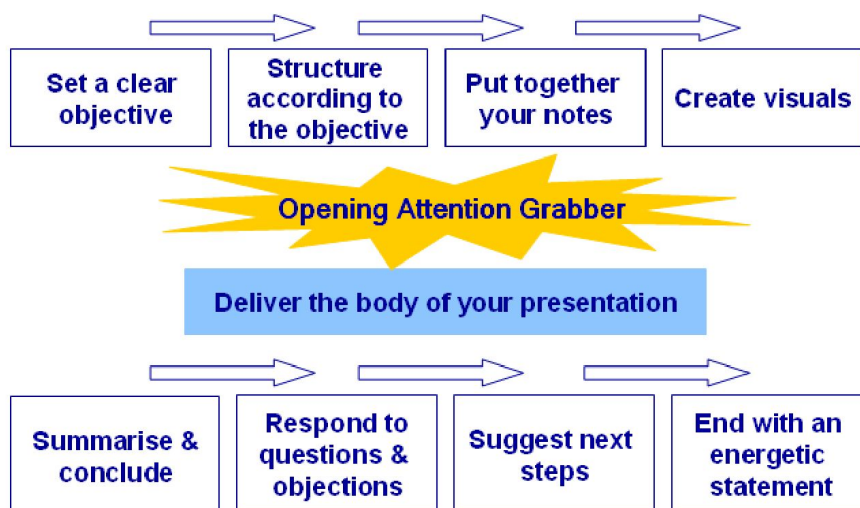 Set a clear
objective
Structure
according to
the objective
Put together
your notes
Create visuals
Opening Attention Grabber
Deliver the body of your presentation
Summarise &
conclude
Respond to
questions &
objections
Suggest next
steps
End with an
energetic
statement